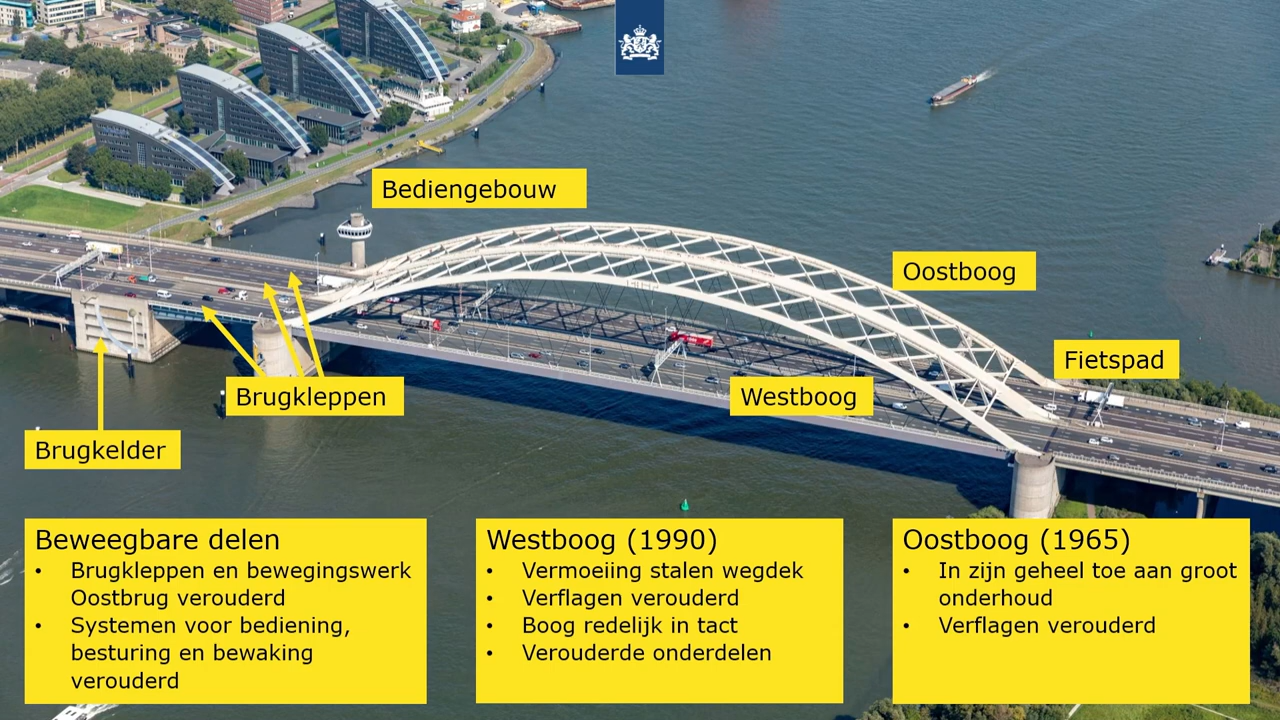 Bediengebouw
Oostboog
Fietspad
Brugkleppen
Westboog
Brugkelder
Beweegbare delen
• Brugkleppen en bewegingswerk
Oostbrug verouderd
• Systemen voor bediening,
besturing en bewaking
verouderd
Westboog (1990)
• Vermoeiing stalen wegdek
• Verflagen verouderd
• Boog redelijk in tact
• Verouderde onderdelen
Oostboog (1965)
• In zijn geheel toe aan groot
onderhoud
• Verflagen verouderd